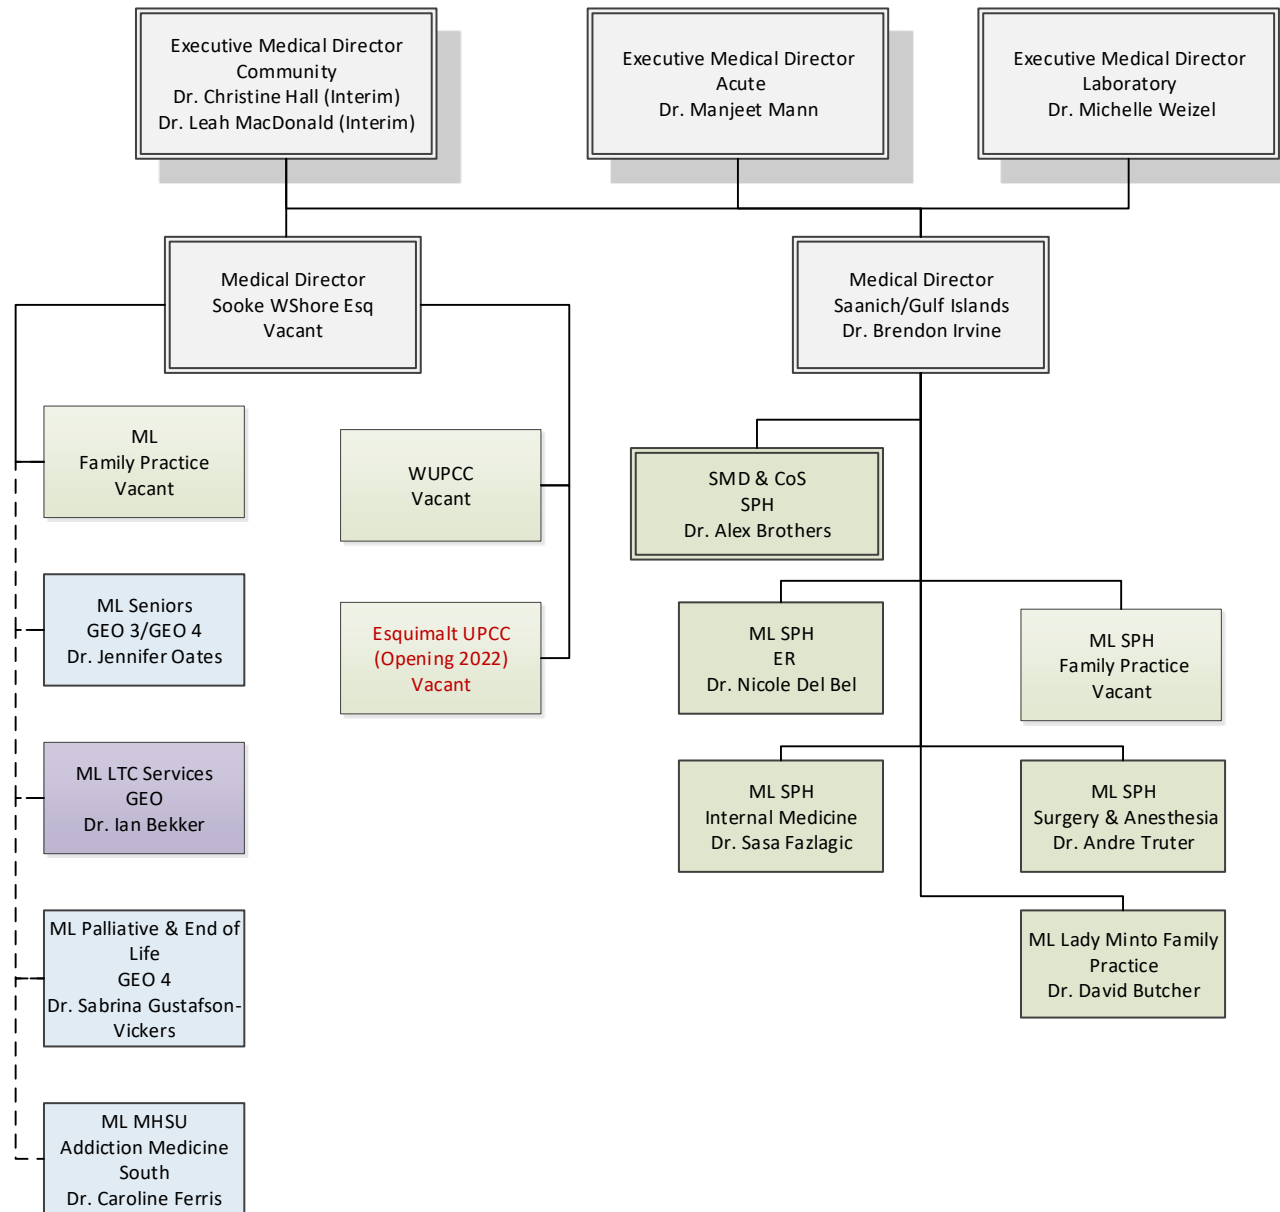 Executive Medical Director
Community
Dr. Christine Hall (Interim)
Dr. Leah MacDonald (Interim)
Executive Medical Director
Acute
Dr. Manjeet Mann
Executive Medical Director
Laboratory
Dr. Michelle Weizel
Medical Director
Sooke WShore Esq
Vacant
Medical Director
Saanich/Gulf Islands
Dr. Brendon Irvine
ML
Family Practice
Vacant
WUPCC
Vacant
SMD & CoS
SPH
Dr. Alex Brothers
ML Seniors
GEO 3/GEO 4
Dr. Jennifer Oates
Esquimalt UPCC
(Opening 2022)
Vacant
ML SPH
ER
Dr. Nicole Del Bel
ML SPH
Family Practice
Vacant
ML LTC Services
GEO
Dr. Ian Bekker
ML SPH
Internal Medicine
Dr. Sasa Fazlagic
ML SPH
Surgery & Anesthesia
Dr. Andre Truter
ML Palliative & End of
Life
GEO 4
Dr. Sabrina Gustafson-
Vickers
ML Lady Minto Family
Practice
Dr. David Butcher
ML MHSU
Addiction Medicine
South
Dr. Caroline Ferris